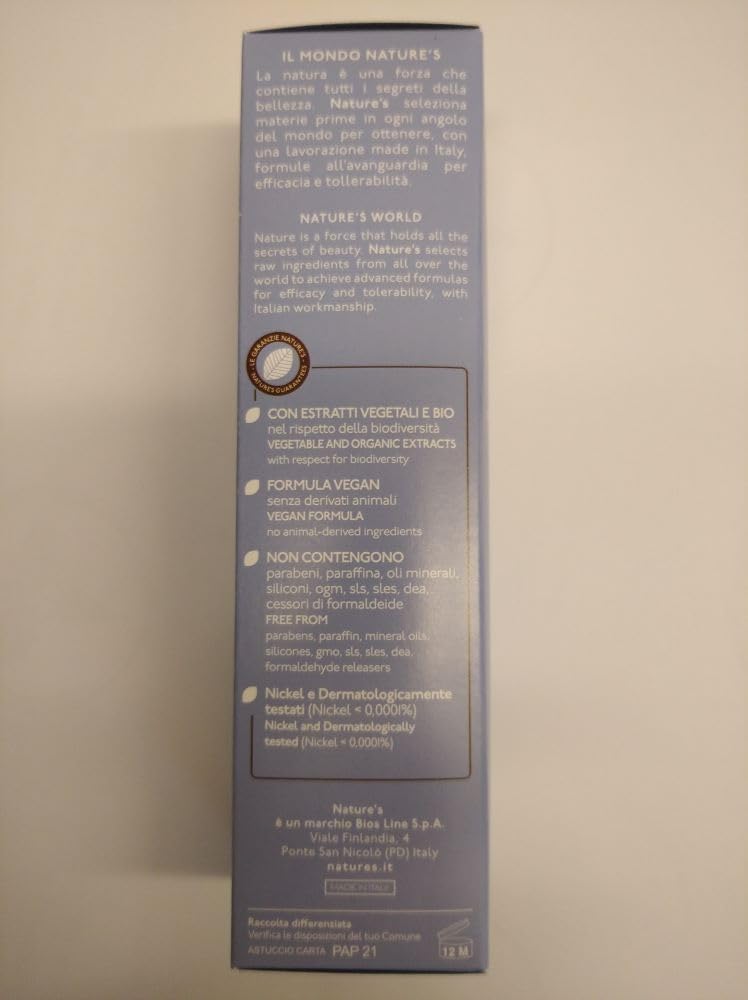 IL MONDO NATURE'S
La natura è una forza che
contiene tutti i segreti della
bellezza. Nature's seleziona
materie prime in ogni angolo
del mondo per ottenere, con
una lavorazione made in Italy,
formule all'avanguardia per
efficacia e tollerabilità.
NATURE'S WORLD
Nature is a force that holds all the
secrets of beauty. Nature's selects
raw ingredients from all over the
world to achieve advanced formulas
for efficacy and tolerability, with
Italian workmanship.
LE GARANZIE NATURE'S
NATURE'S GUARANTEES
CON ESTRATTI VEGETALI E BIO
nel rispetto della biodiversità
VEGETABLE AND ORGANIC EXTRACTS
with respect for biodiversity
FORMULA VEGAN
senza derivati animali
VEGAN FORMULA
no animal-derived ingredients
NON CONTENGONO
parabeni, paraffina, oli minerali,
siliconi, ogm, sls, sles, dea,
cessori di formaldeide
FREE FROM
parabens, paraffin, mineral oils,
silicones, gmo, sls, sles, dea,
formaldehyde releasers
Nickel e Dermatologicamente
testati (Nickel < 0,0001%)
Nickel and Dermatologically
tested (Nickel < 0,0001%)
Nature's
è un marchio Bios Line S.p.A.
Viale Finlandia, 4
Ponte San Nicolò (PD) Italy
natures.it
MADE IN ITALY
Raccolta differenziata
Verifica le disposizioni del tuo Comune
ASTUCCIO CARTA PAP 21
12 M